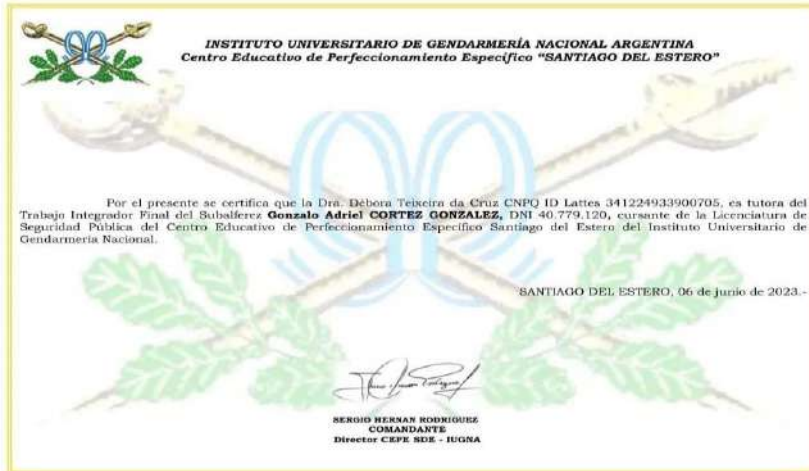 INSTITUTO UNIVERSITARIO DE GENDARMERÍA NACIONAL ARGENTINA
Centro Educativo de Perfeccionamiento Específico “SANTIAGO DEL ESTERO”
Por el presente se certifica que la Dra. Débora Teixeira da Cruz CNPQ ID Lattes 341224933900705, es tutora del
Trabajo Integrador Final del Subalferez Gonzalo Adriel CORTEZ GONZALEZ, DNI 40.779.120, cursante de la Licenciatura de
Seguridad Pública del Centro Educativo de Perfeccionamiento Específico Santiago del Estero del Instituto Universitario de
Gendarmería Nacional.
SANTIAGO DEL ESTERO, 06 de junio de 2023.-
SERGIO HERNAN RODRIGUEZ
COMANDANTE
Director CEPE SDE - IUGNA